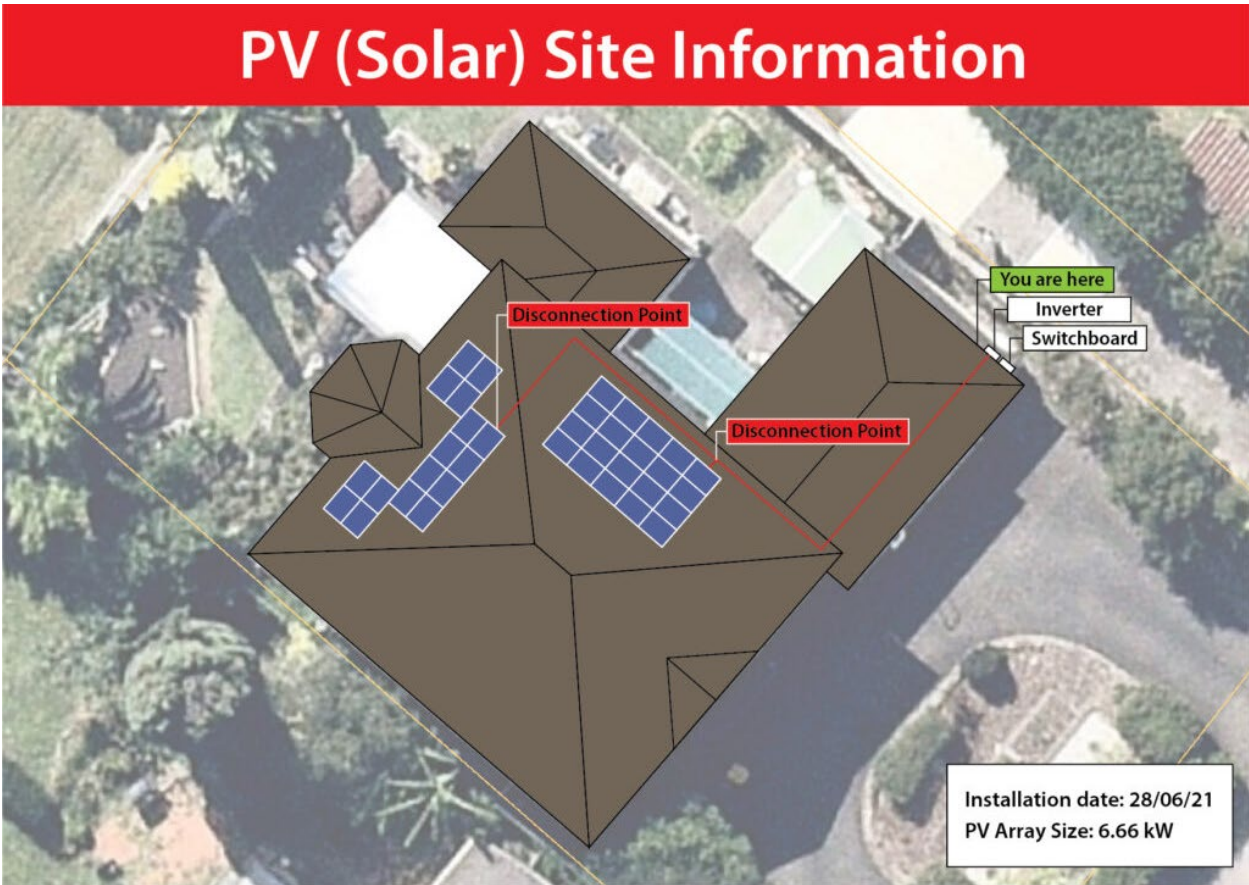 PV (Solar) Site Information
You are here
Inverter
Disconnection Point
Switchboard
Disconnection Point
Installation date: 28/06/21
PV Array Size: 6.66 kW